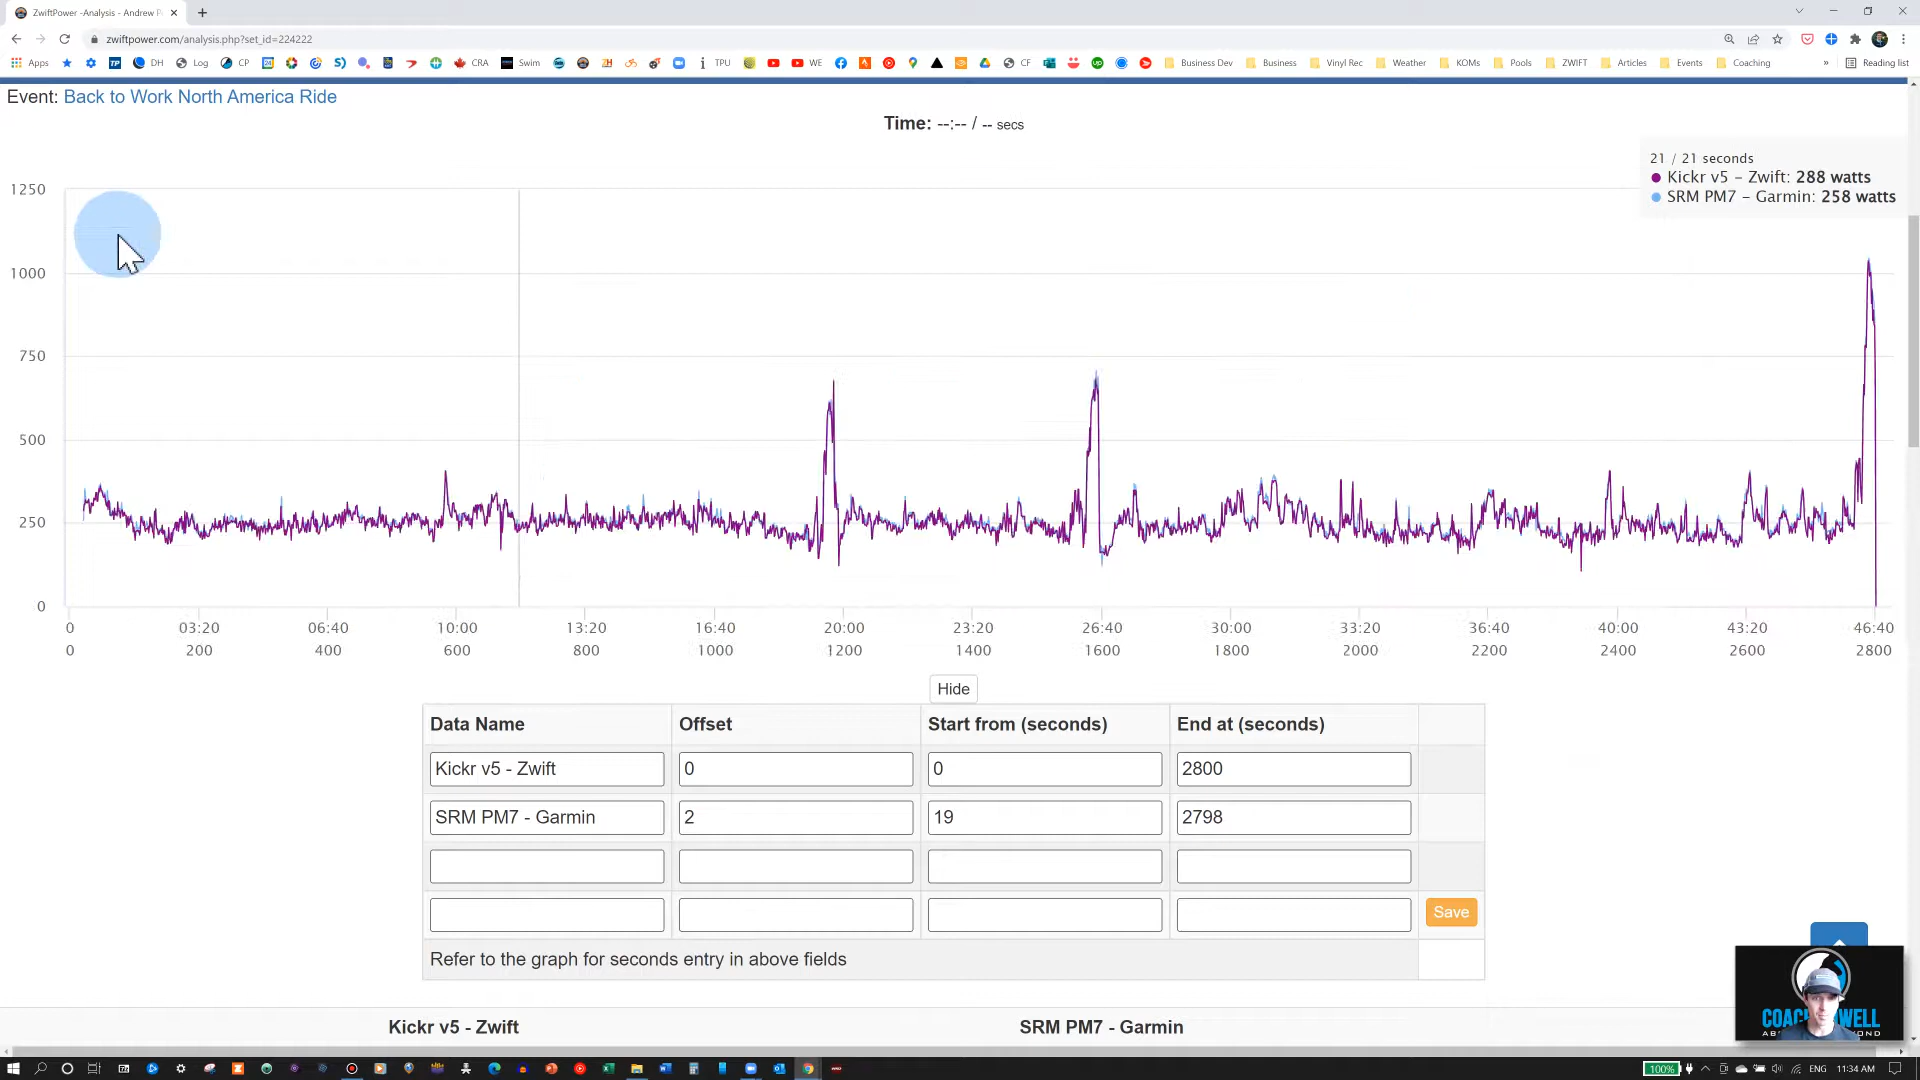 ZwiftPower -Analysis - Andrew
zwiftpower.com/analysis.php?set_id=224222
Apps TP DH Log CP CRA Swim TPU WE CF Business Dev Business Vinyl Rec Weather KOMs Pools ZWIFT Articles Events Coaching » Reading list
Event: Back to Work North America Ride
Time: --:-- / -- secs
21 / 21 seconds
Kickr v5 – Zwift: 288 watts
SRM PM7 – Garmin: 258 watts
1250
1000
750
500
250
0
0 03:20 06:40 10:00 13:20 16:40 20:00 23:20 26:40 30:00 33:20 36:40 40:00 43:20 46:40
0 200 400 600 800 1000 1200 1400 1600 1800 2000 2200 2400 2600 2800
Hide
Data Name Offset Start from (seconds) End at (seconds)
Kickr v5 - Zwift 0 0 2800
SRM PM7 - Garmin 2 19 2798
Save
Refer to the graph for seconds entry in above fields
Kickr v5 - Zwift SRM PM7 - Garmin
100% ENG 11:34 AM